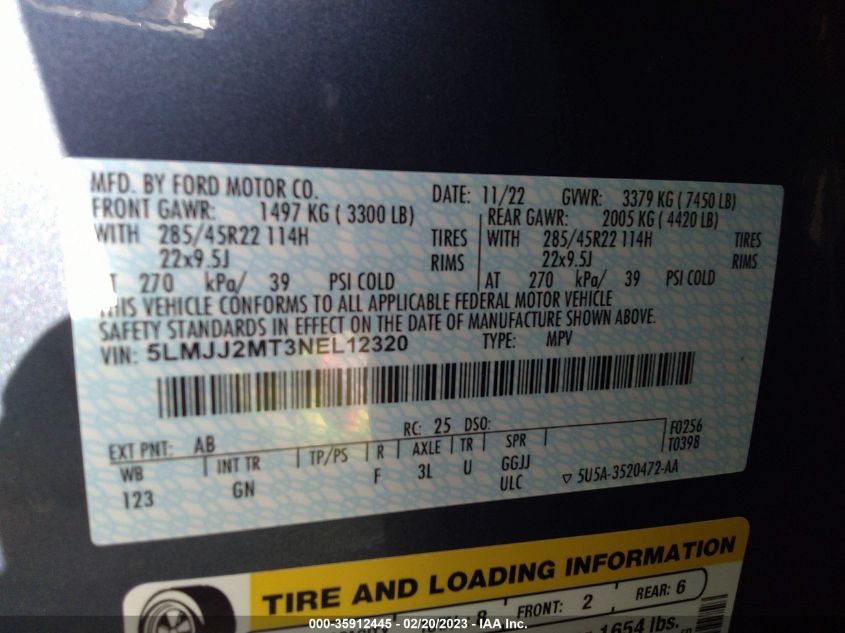 MFD. BY FORD MOTOR CO. DATE: 11/22 GVWR: 3379 KG ( 7450 LB)
FRONT GAWR: 1497 KG ( 3300 LB) REAR GAWR: 2005 KG ( 4420 LB)
WITH 285/45R22 114H TIRES WITH 285/45R22 114H TIRES
22x9.5J RIMS 22x9.5J RIMS
AT 270 kPa/ 39 PSI COLD AT 270 kPa/ 39 PSI COLD
THIS VEHICLE CONFORMS TO ALL APPLICABLE FEDERAL MOTOR VEHICLE
SAFETY STANDARDS IN EFFECT ON THE DATE OF MANUFACTURE SHOWN ABOVE.
VIN: 5LMJJ2MT3NEL12320 TYPE: MPV
EXT PNT: AB RC: 25 DSO: F0256
WB INT TR TP/PS R AXLE TR SPR T0398
123 GN F 3L U GGJJ
ULC 5U5A-3520472-AA
TIRE AND LOADING INFORMATION
8 FRONT: 2 REAR: 6
1654 lbs.
000-35912445 - 02/20/2023 - IAA Inc.